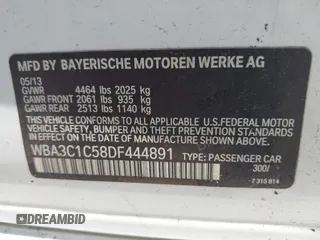 MFD BY BAYERISCHE MOTOREN WERKE AG
05/13
GVWR 4464 lbs 2025 kg
GAWR FRONT 2061 lbs 935 kg
GAWR REAR 2513 lbs 1140 kg
THIS VEHICLE CONFORMS TO ALL APPLICABLE U.S. FEDERAL MOTOR
VEHICLE SAFETY, BUMPER, AND THEFT PREVENTION STANDARDS
IN EFFECT ON THE DATE OF MANUFACTURE SHOWN ABOVE.
WBA3C1C58DF444891 TYPE: PASSENGER CAR
300/
7 315 814
DREAMBID.COM